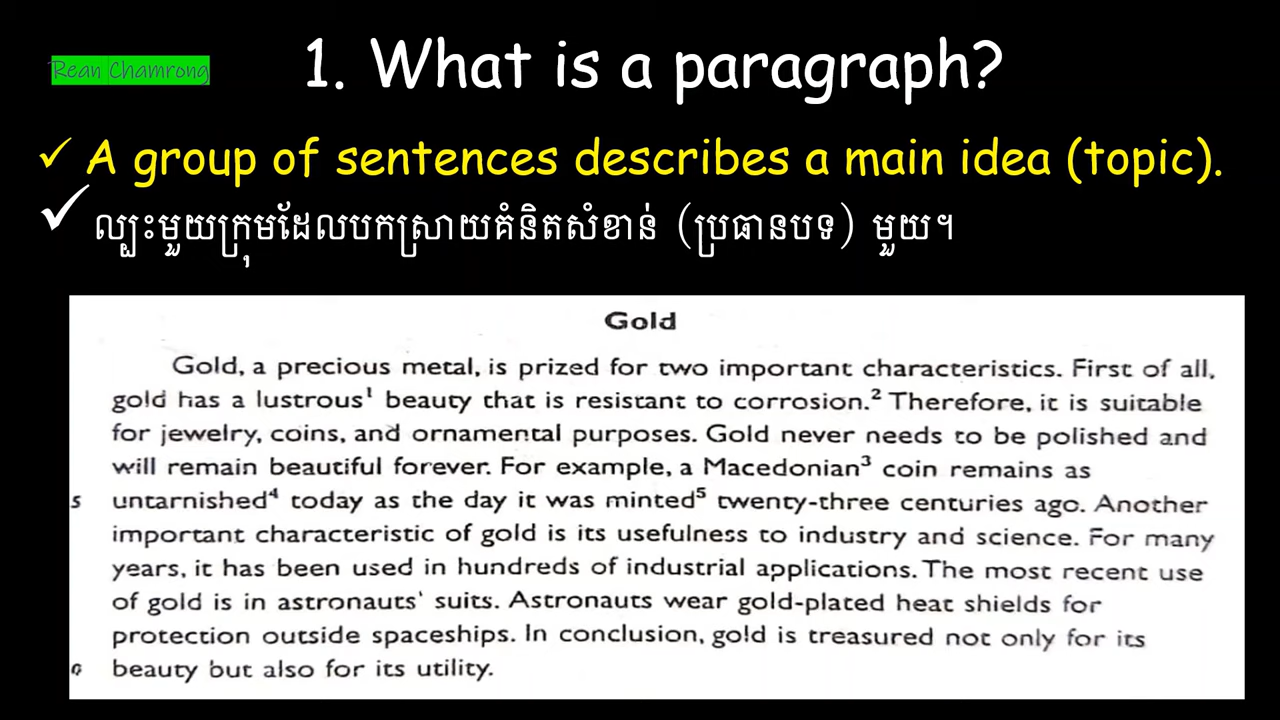 Rean Chamrong
1. What is a paragraph?
✓ A group of sentences describes a main idea (topic).
✓ ល្បះមួយក្រុមដែលបកស្រាយគំនិតសំខាន់ (ប្រធានបទ) មួយ។
Gold
Gold, a precious metal, is prized for two important characteristics. First of all,
gold has a lustrous¹ beauty that is resistant to corrosion.² Therefore, it is suitable
for jewelry, coins, and ornamental purposes. Gold never needs to be polished and
will remain beautiful forever. For example, a Macedonian³ coin remains as
5 untarnished⁴ today as the day it was minted⁵ twenty-three centuries ago. Another
important characteristic of gold is its usefulness to industry and science. For many
years, it has been used in hundreds of industrial applications. The most recent use
of gold is in astronauts' suits. Astronauts wear gold-plated heat shields for
protection outside spaceships. In conclusion, gold is treasured not only for its
beauty but also for its utility.